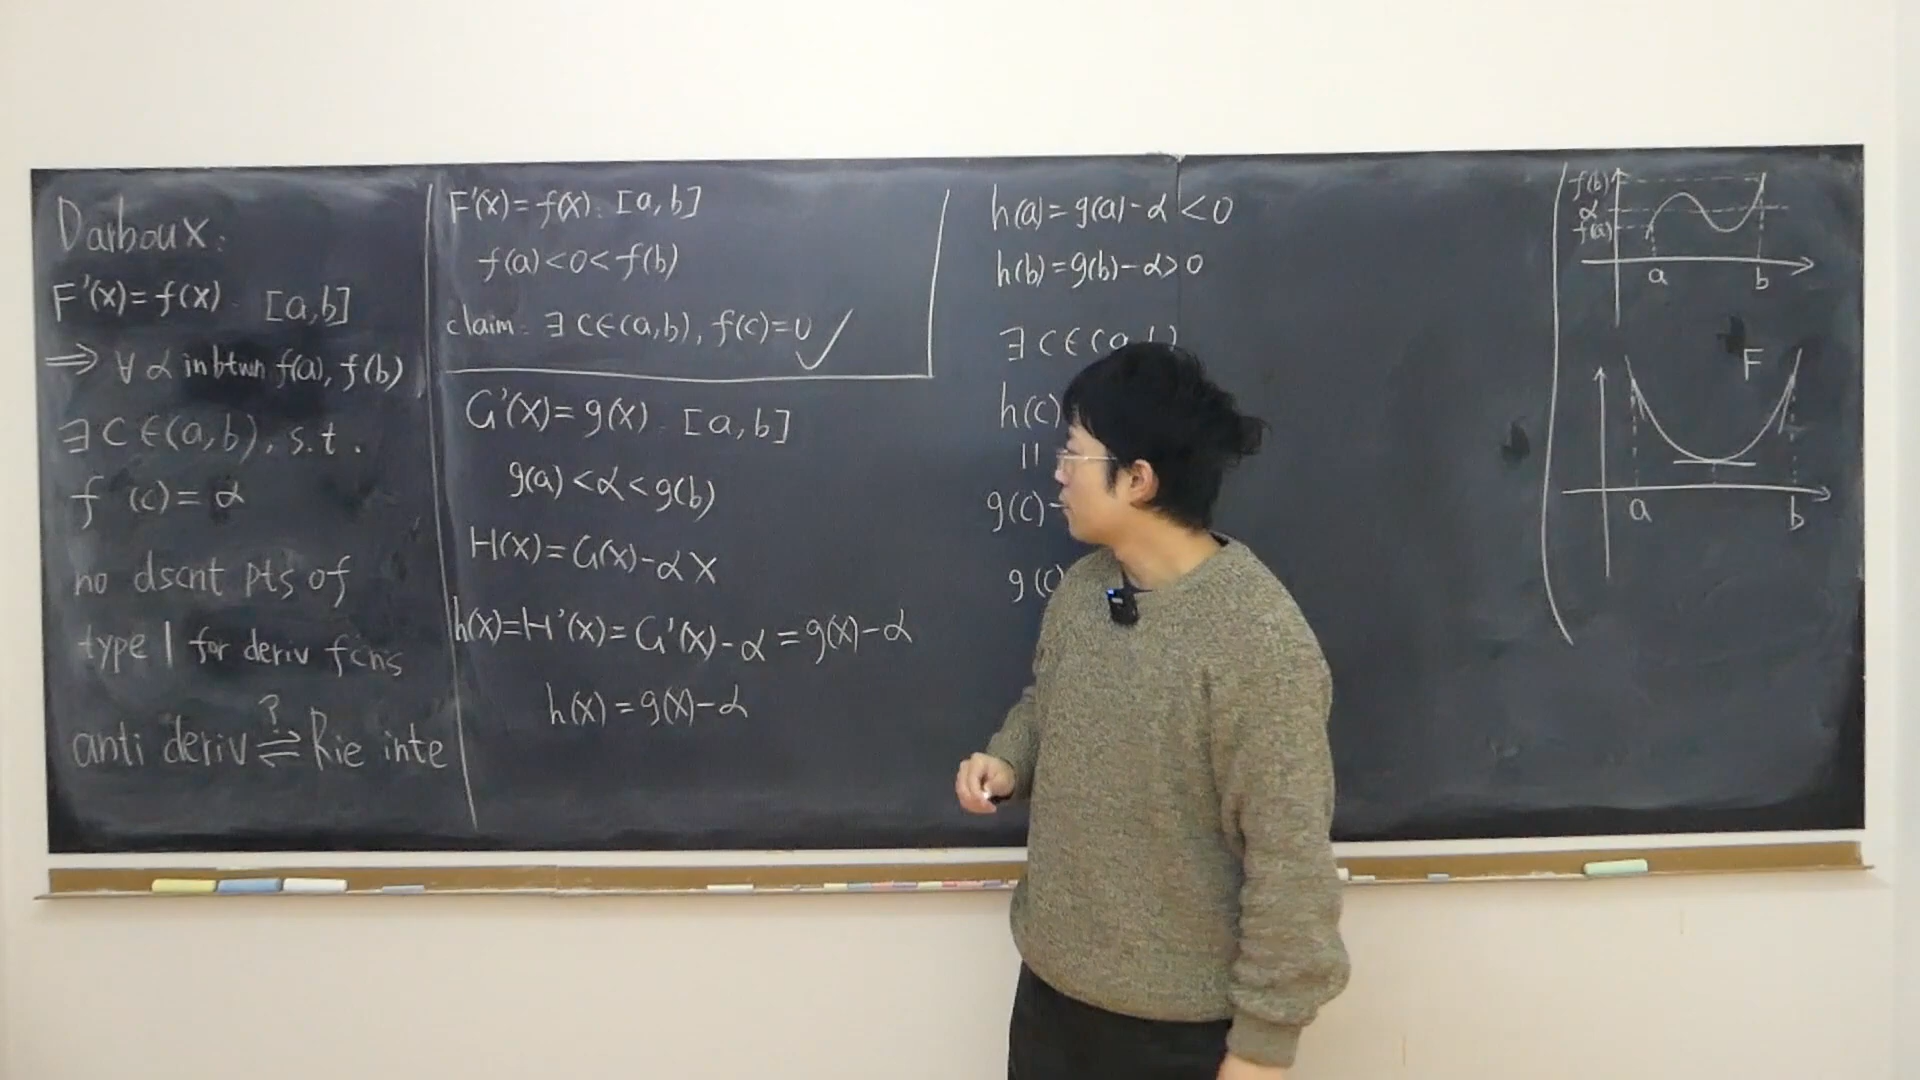 Darboux:
F'(x)=f(x). [a,b]
⟹ ∀ α inbtwn f(a), f(b)
∃ C∈(a,b), s.t.
f (c)= α
no dscnt pts of
type 1 for deriv fcns
anti deriv ?⇌ Rie inte
F'(x)=f(x). [a,b]
f(a)<0<f(b)
claim: ∃ C∈(a,b), f(c)=0 ✓
G'(x)=g(x). [a,b]
g(a)<α<g(b)
H(x)=G(x)-αx
h(x)=H'(x)=G'(x)-α=g(x)-α
h(x)=g(x)-α
h(a)=g(a)-α<0
h(b)=g(b)-α>0
∃ C∈(a,b)
h(c)
||
g(c)-
g(c)
f(b)
α
f(a)
a b
F
a b